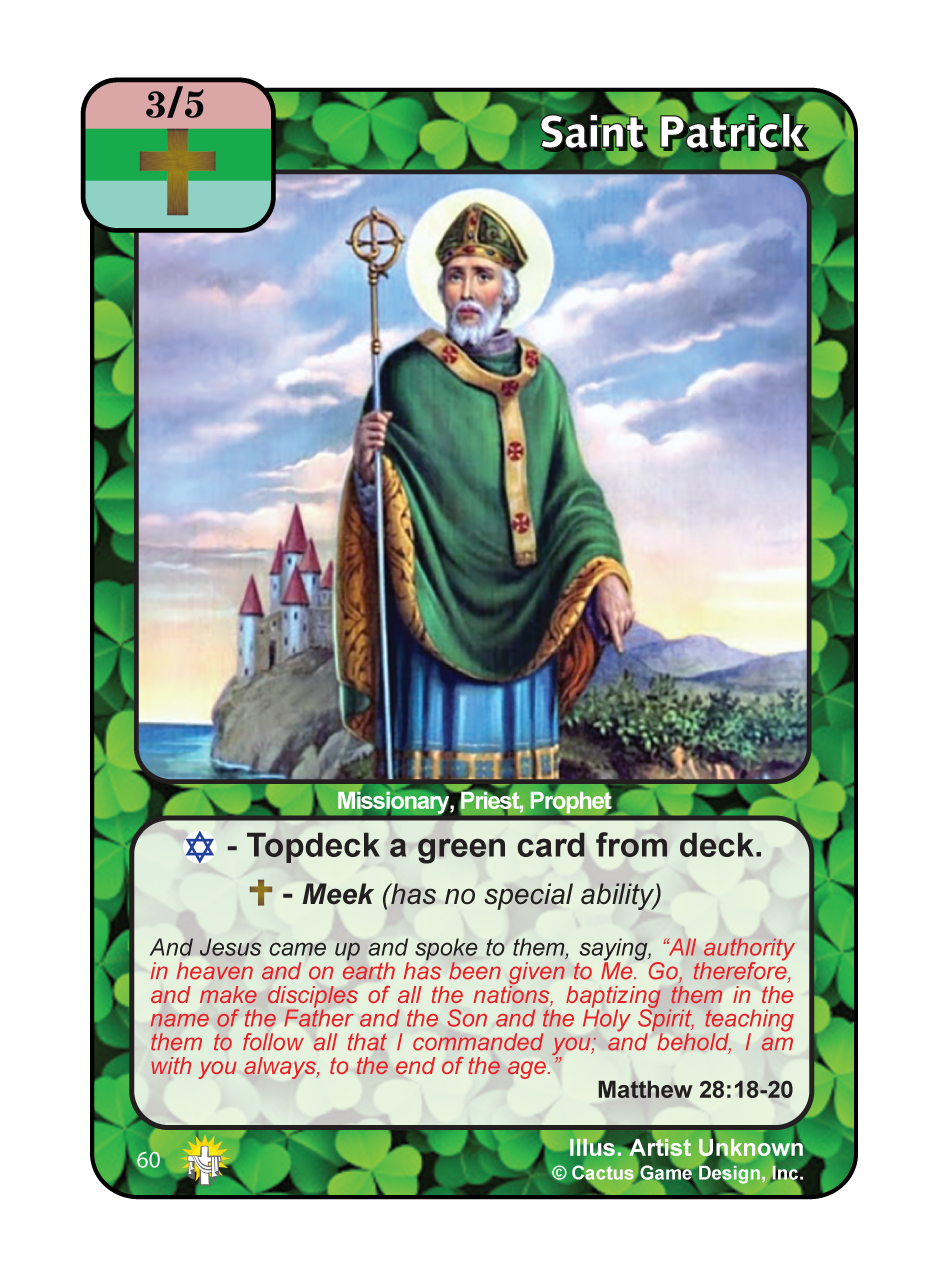 3/5
Saint Patrick
Missionary, Priest, Prophet
- Topdeck a green card from deck.
- Meek (has no special ability)
And Jesus came up and spoke to them, saying, “All authority
in heaven and on earth has been given to Me. Go, therefore,
and make disciples of all the nations, baptizing them in the
name of the Father and the Son and the Holy Spirit, teaching
them to follow all that I commanded you; and behold, I am
with you always, to the end of the age.”
Matthew 28:18-20
60
Illus. Artist Unknown
© Cactus Game Design, Inc.